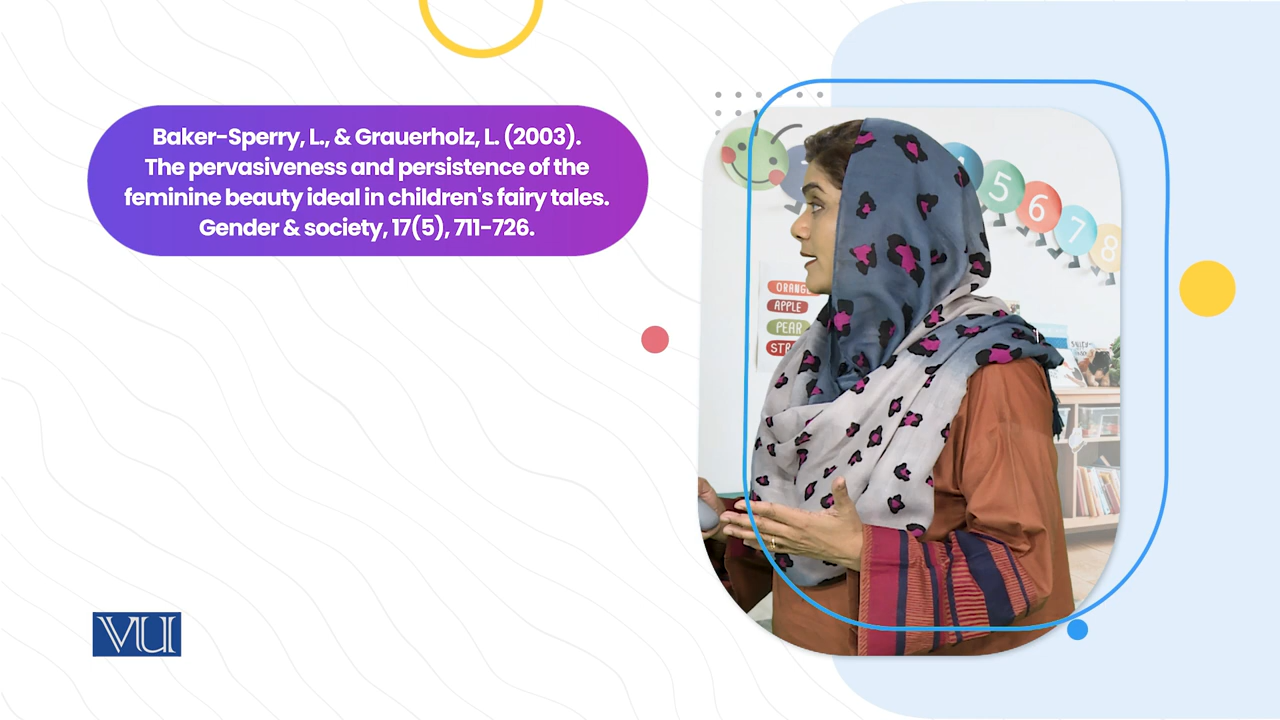 Baker-Sperry, L., & Grauerholz, L. (2003).
The pervasiveness and persistence of the
feminine beauty ideal in children's fairy tales.
Gender & society, 17(5), 711-726.
5
6
7
8
ORANGE
APPLE
PEAR
STR
VU